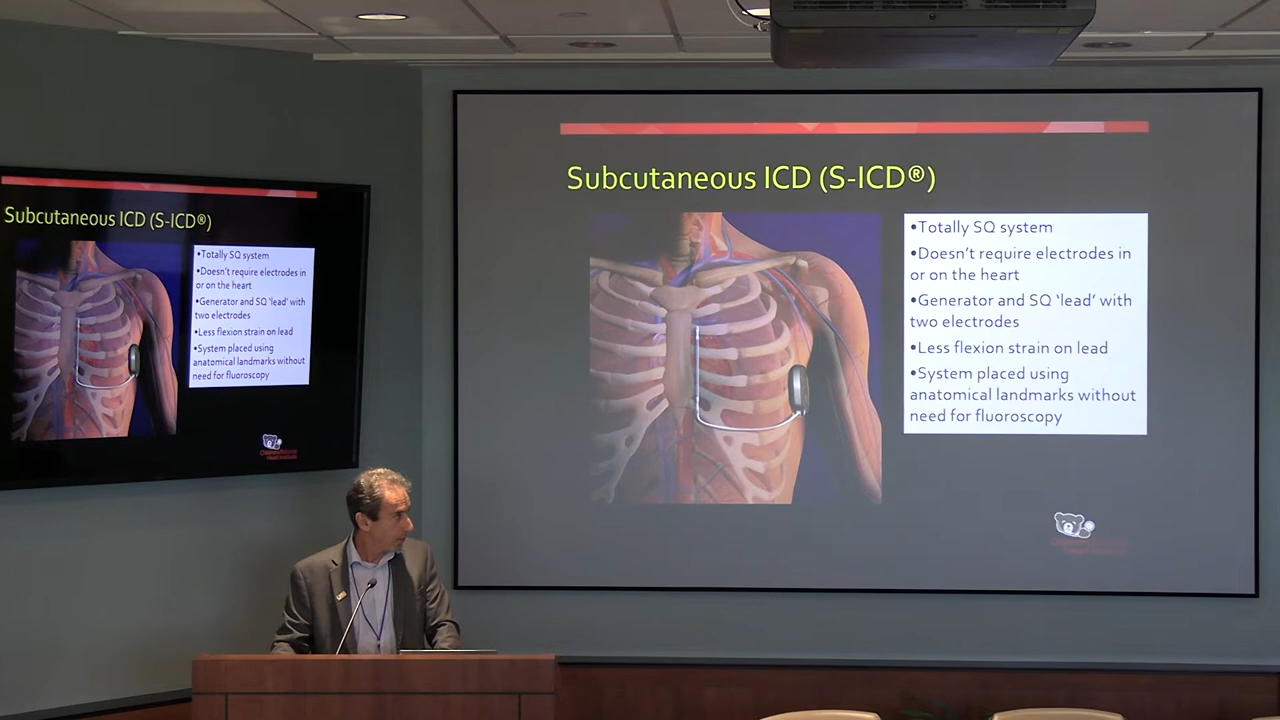 Subcutaneous ICD (S-ICD®)
•Totally SQ system
•Doesn't require electrodes in
or on the heart
•Generator and SQ 'lead' with
two electrodes
•Less flexion strain on lead
•System placed using
anatomical landmarks without
need for fluoroscopy
Subcutaneous ICD (S-ICD®)
•Totally SQ system
•Doesn't require electrodes in
or on the heart
•Generator and SQ 'lead' with
two electrodes
•Less flexion strain on lead
•System placed using
anatomical landmarks without
need for fluoroscopy